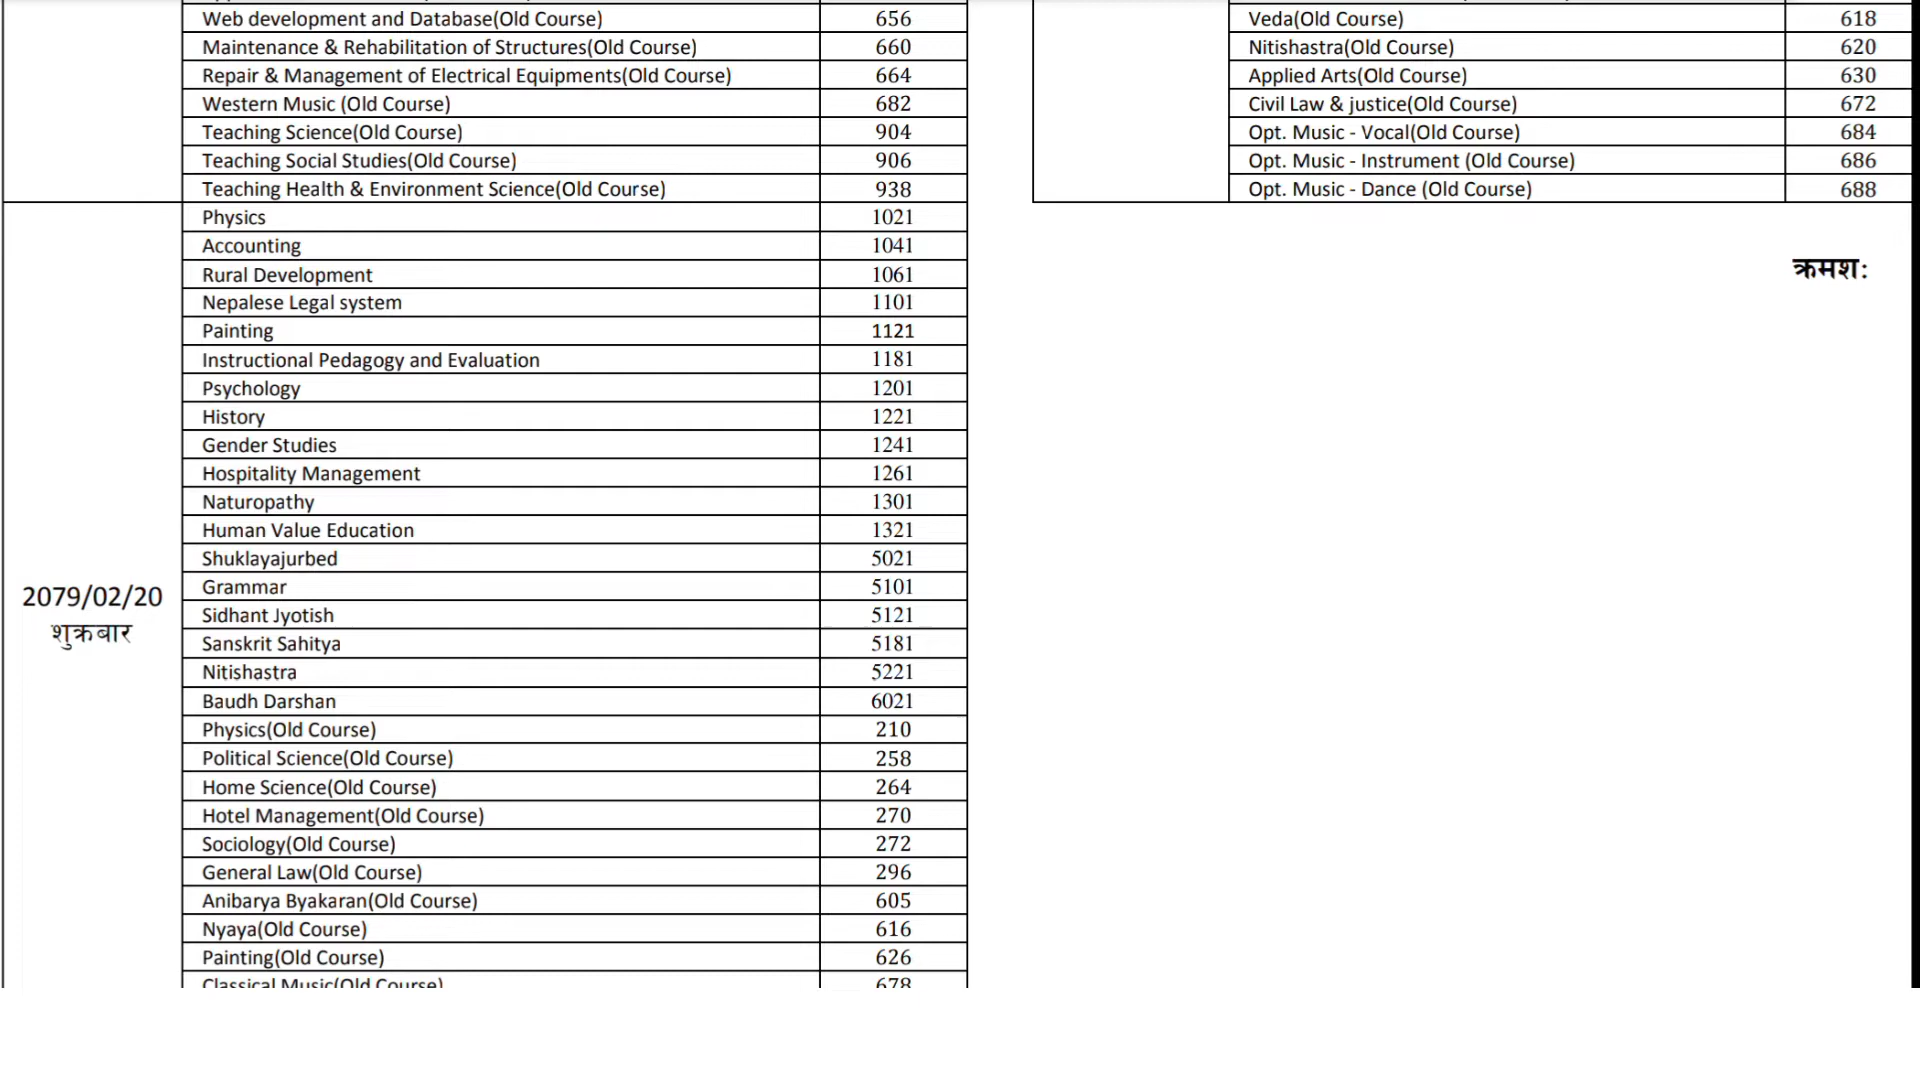 Web development and Database(Old Course) 656
Maintenance & Rehabilitation of Structures(Old Course) 660
Repair & Management of Electrical Equipments(Old Course) 664
Western Music (Old Course) 682
Teaching Science(Old Course) 904
Teaching Social Studies(Old Course) 906
Teaching Health & Environment Science(Old Course) 938
2079/02/20
शुक्रबार
Physics 1021
Accounting 1041
Rural Development 1061
Nepalese Legal system 1101
Painting 1121
Instructional Pedagogy and Evaluation 1181
Psychology 1201
History 1221
Gender Studies 1241
Hospitality Management 1261
Naturopathy 1301
Human Value Education 1321
Shuklayajurbed 5021
Grammar 5101
Sidhant Jyotish 5121
Sanskrit Sahitya 5181
Nitishastra 5221
Baudh Darshan 6021
Physics(Old Course) 210
Political Science(Old Course) 258
Home Science(Old Course) 264
Hotel Management(Old Course) 270
Sociology(Old Course) 272
General Law(Old Course) 296
Anibarya Byakaran(Old Course) 605
Nyaya(Old Course) 616
Painting(Old Course) 626
Classical Music(Old Course) 678
Veda(Old Course) 618
Nitishastra(Old Course) 620
Applied Arts(Old Course) 630
Civil Law & justice(Old Course) 672
Opt. Music - Vocal(Old Course) 684
Opt. Music - Instrument (Old Course) 686
Opt. Music - Dance (Old Course) 688
क्रमश: